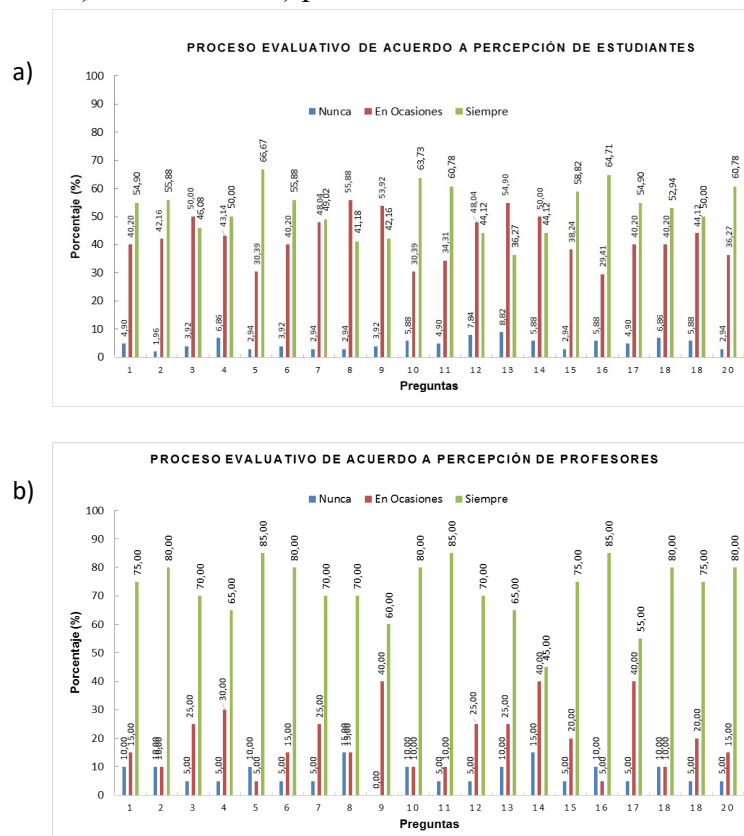 a)
PROCESO EVALUATIVO DE ACUERDO A PERCEPCIÓN DE ESTUDIANTES
Nunca En Ocasiones Siempre
Porcentaje (%)
100
90
80
70
60
50
40
30
20
10
0
4,90 40,20 54,90
1,96 42,16 55,88
3,92 50,00 46,08
6,86 43,14 50,00
2,94 30,39 66,67
3,92 40,20 55,88
2,94 48,04 49,02
2,94 55,88 41,18
3,92 53,92 42,16
5,88 30,39 63,73
4,90 34,31 60,78
7,84 48,04 44,12
8,82 54,90 36,27
5,88 50,00 44,12
2,94 38,24 58,82
5,88 29,41 64,71
4,90 40,20 54,90
6,86 40,20 52,94
5,88 44,12 50,00
2,94 36,27 60,78
1 2 3 4 5 6 7 8 9 10 11 12 13 14 15 16 17 18 18 20
Preguntas
b)
PROCESO EVALUATIVO DE ACUERDO A PERCEPCIÓN DE PROFESORES
Nunca En Ocasiones Siempre
Porcentaje (%)
100
90
80
70
60
50
40
30
20
10
0
10,00 15,00 75,00
10,00 10,00 80,00
5,00 25,00 70,00
5,00 30,00 65,00
10,00 5,00 85,00
5,00 15,00 80,00
5,00 25,00 70,00
15,00 15,00 70,00
0,00 40,00 60,00
10,00 10,00 80,00
5,00 10,00 85,00
5,00 25,00 70,00
10,00 25,00 65,00
15,00 40,00 45,00
5,00 20,00 75,00
10,00 5,00 85,00
5,00 40,00 55,00
10,00 10,00 80,00
5,00 20,00 75,00
5,00 15,00 80,00
1 2 3 4 5 6 7 8 9 10 11 12 13 14 15 16 17 18 18 20
Preguntas